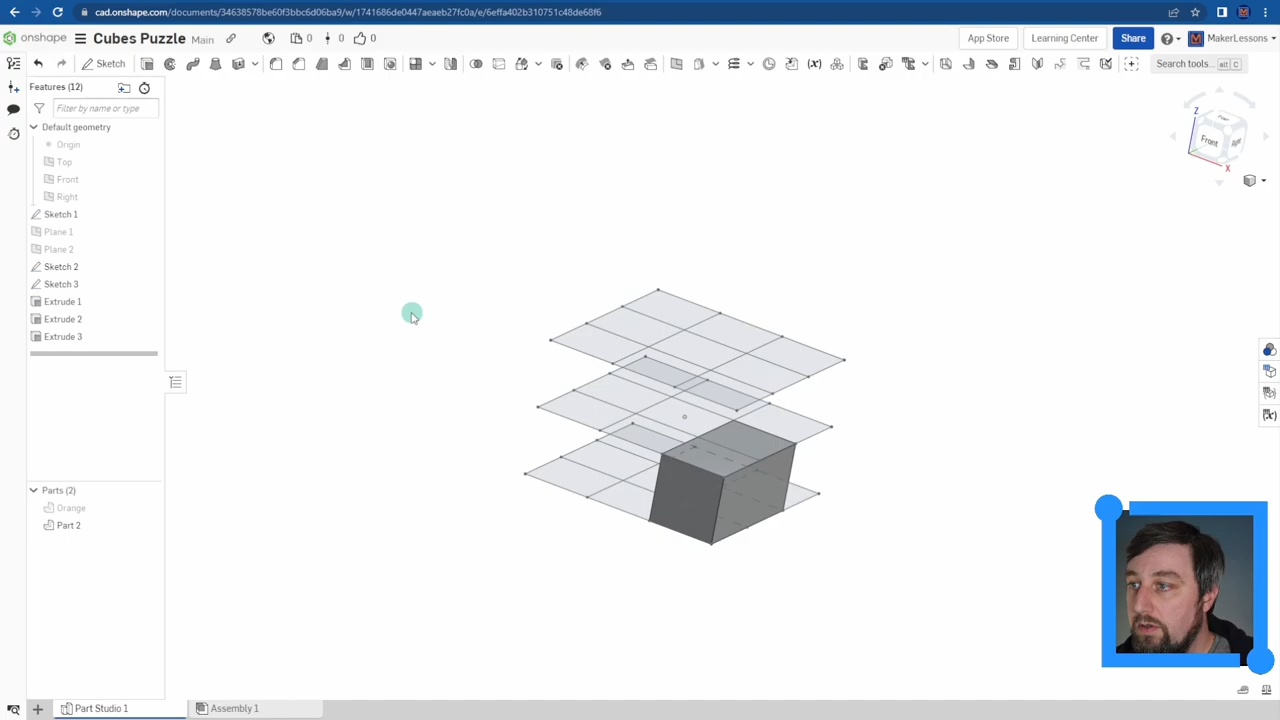 cad.onshape.com/documents/34638578be60f3bbc6d06ba9/w/1741686de0447aeaeb27fc0a/e/6effa402b310751c48de68f6
onshape Cubes Puzzle Main 0 0 0 App Store Learning Center Share MakerLessons
Sketch (x) Search tools... alt C
Features (12)
Filter by name or type
Default geometry
Origin
Top
Front
Right
Sketch 1
Plane 1
Plane 2
Sketch 2
Sketch 3
Extrude 1
Extrude 2
Extrude 3
Parts (2)
Orange
Part 2
Z
Front
Right
X
(x)
Part Studio 1 Assembly 1